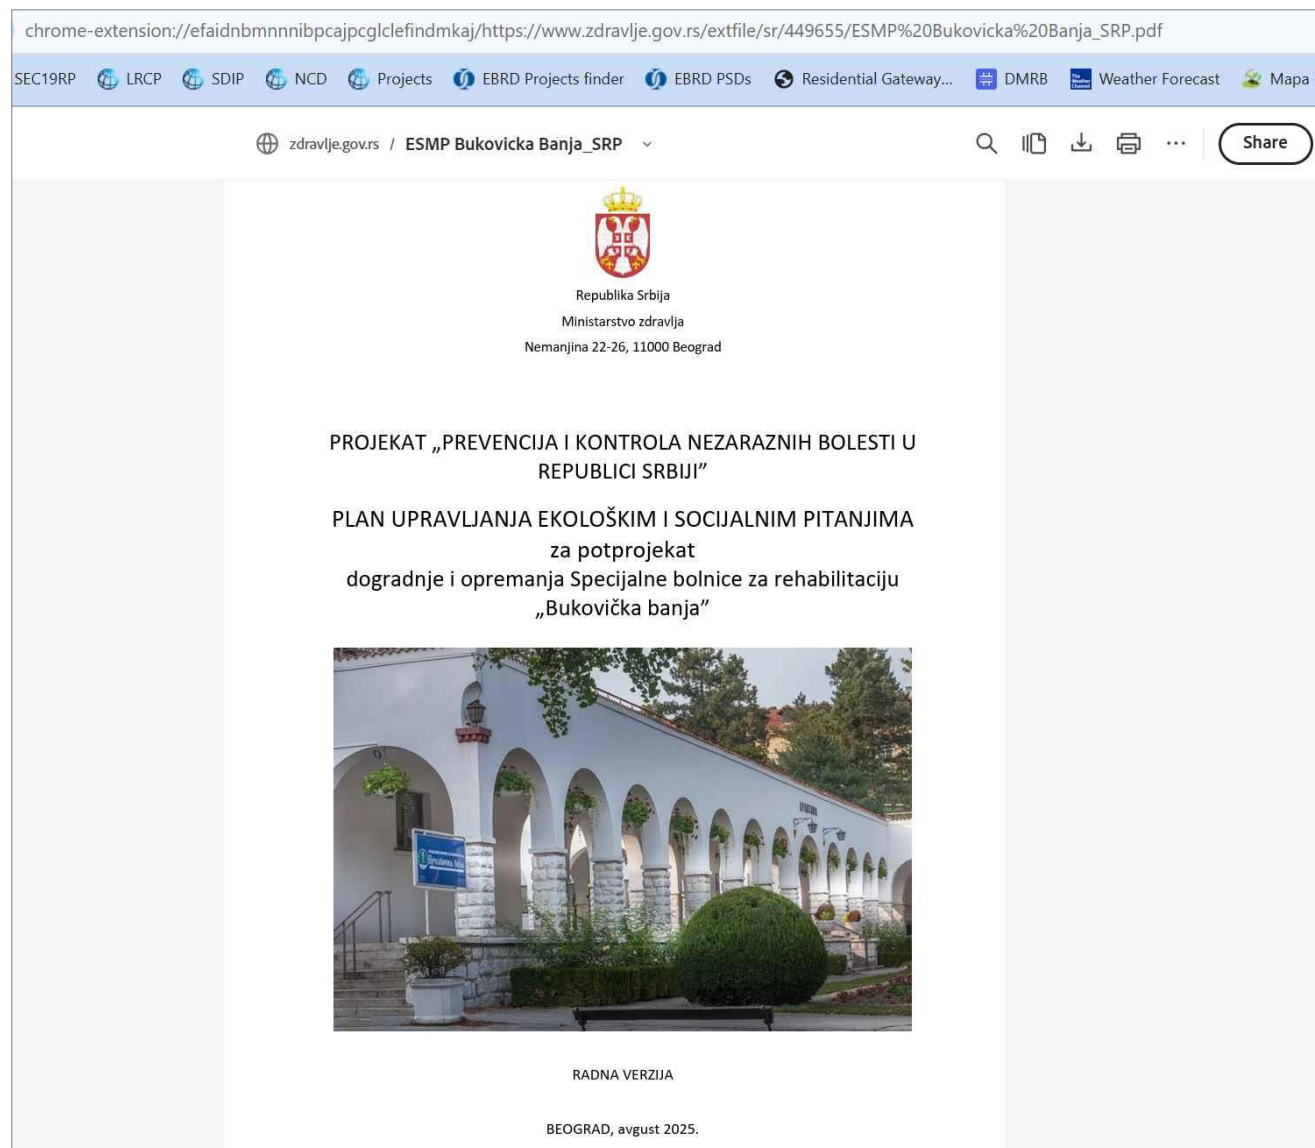 chrome-extension://efaidnbmnnnibpcajpcglclefindmkaj/https://www.zdravlje.gov.rs/extfile/sr/449655/ESMP%20Bukovicka%20Banja_SRP.pdf
SEC19RP LRCP SDIP NCD Projects EBRD Projects finder EBRD PSDs Residential Gateway... DMRB Weather Forecast Mapa
zdravlje.gov.rs / ESMP Bukovicka Banja_SRP
Share
Republika Srbija
Ministarstvo zdravlja
Nemanjina 22-26, 11000 Beograd
PROJEKAT „PREVENCIJA I KONTROLA NEZARAZNIH BOLESTI U
REPUBLICI SRBIJI”
PLAN UPRAVLJANJA EKOLOŠKIM I SOCIJALNIM PITANJIMA
za potprojekat
dogradnje i opremanja Specijalne bolnice za rehabilitaciju
„Bukovička banja”
RADNA VERZIJA
BEOGRAD, avgust 2025.